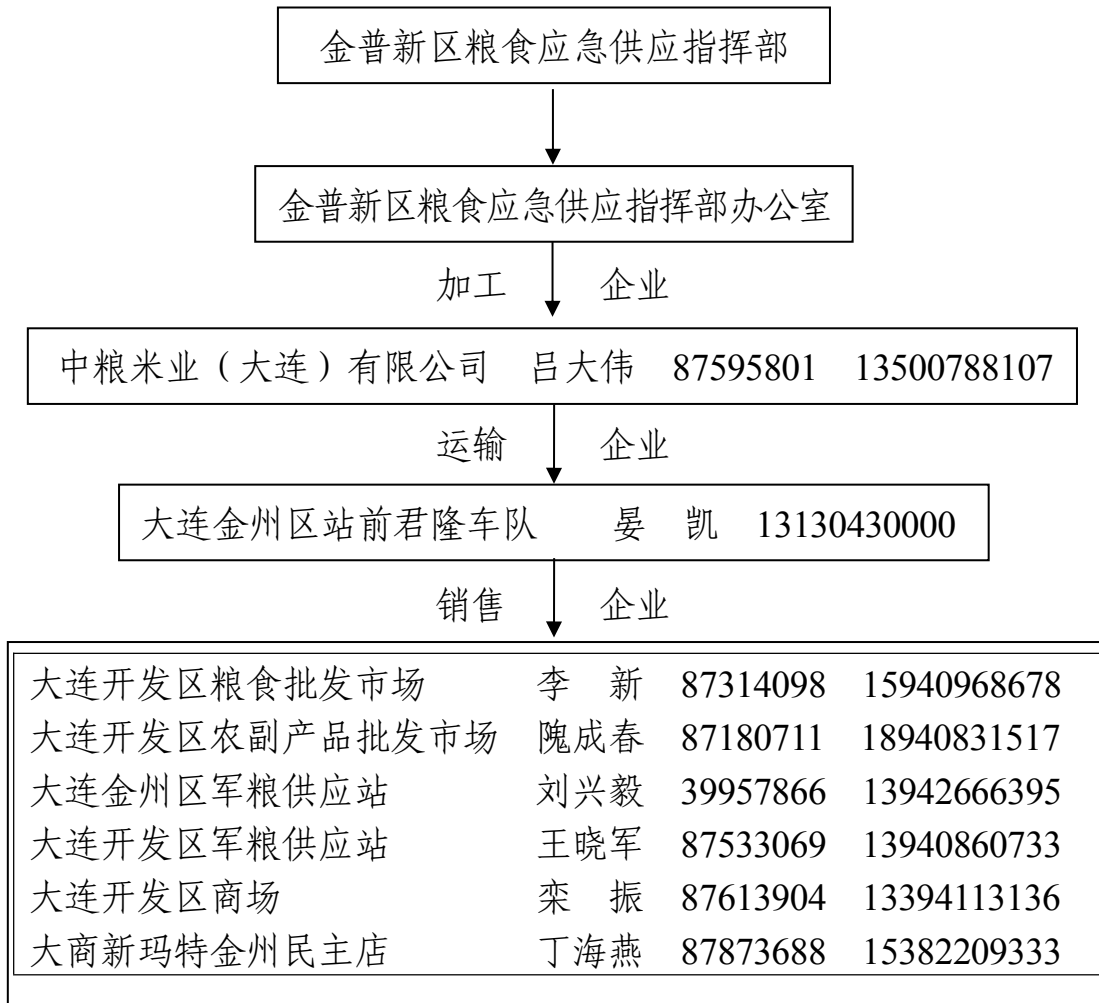 金普新区粮食应急供应指挥部
金普新区粮食应急供应指挥部办公室
加工 企业
中粮米业（大连）有限公司 吕大伟 87595801 13500788107
运输 企业
大连金州区站前君隆车队 晏 凯 13130430000
销售 企业
大连开发区粮食批发市场 李 新 87314098 15940968678
大连开发区农副产品批发市场 隗成春 87180711 18940831517
大连金州区军粮供应站 刘兴毅 39957866 13942666395
大连开发区军粮供应站 王晓军 87533069 13940860733
大连开发区商场 栾 振 87613904 13394113136
大商新玛特金州民主店 丁海燕 87873688 15382209333